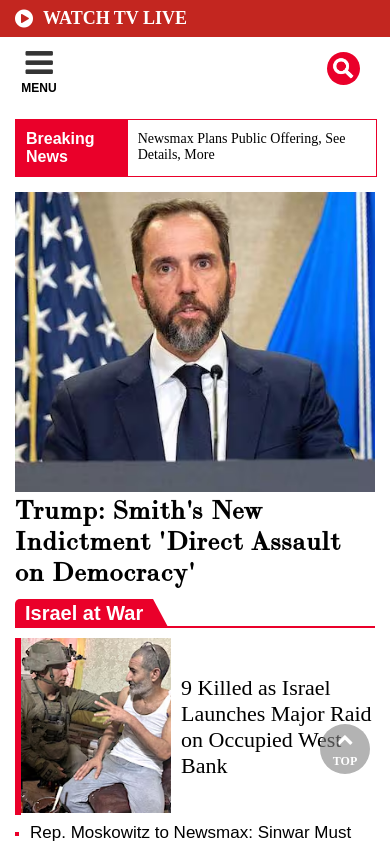 WATCH TV LIVE
MENU
Breaking
News
Newsmax Plans Public Offering, See
Details, More
Trump: Smith's New
Indictment 'Direct Assault
on Democracy'
Israel at War
9 Killed as Israel
Launches Major Raid
on Occupied West
Bank
TOP
Rep. Moskowitz to Newsmax: Sinwar Must